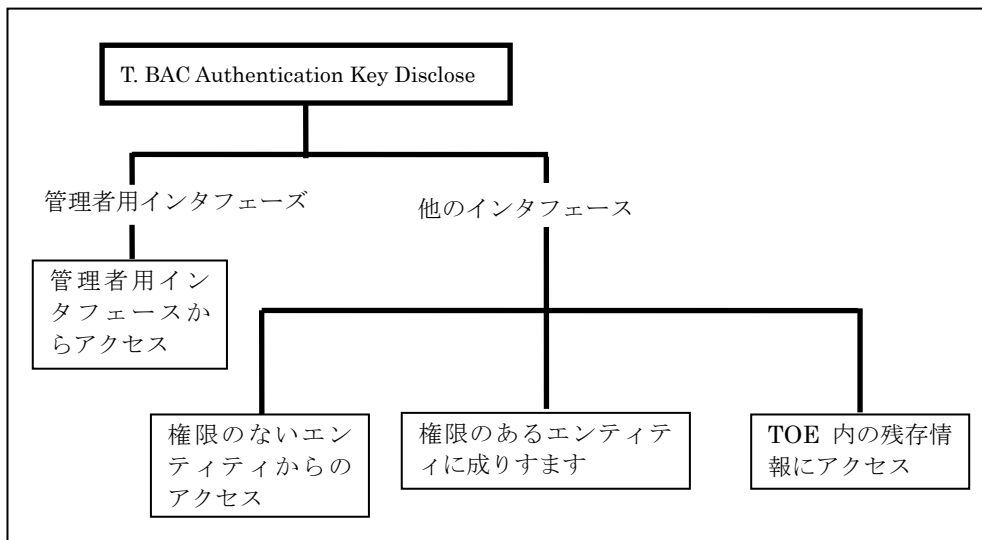 T. BAC Authentication Key Disclose
管理者用インタフェーズ
他のインタフェース
管理者用イン
タフェースか
らアクセス
権限のないエン
ティティからの
アクセス
権限のあるエンティテ
ィに成りすます
TOE 内の残存情
報にアクセス